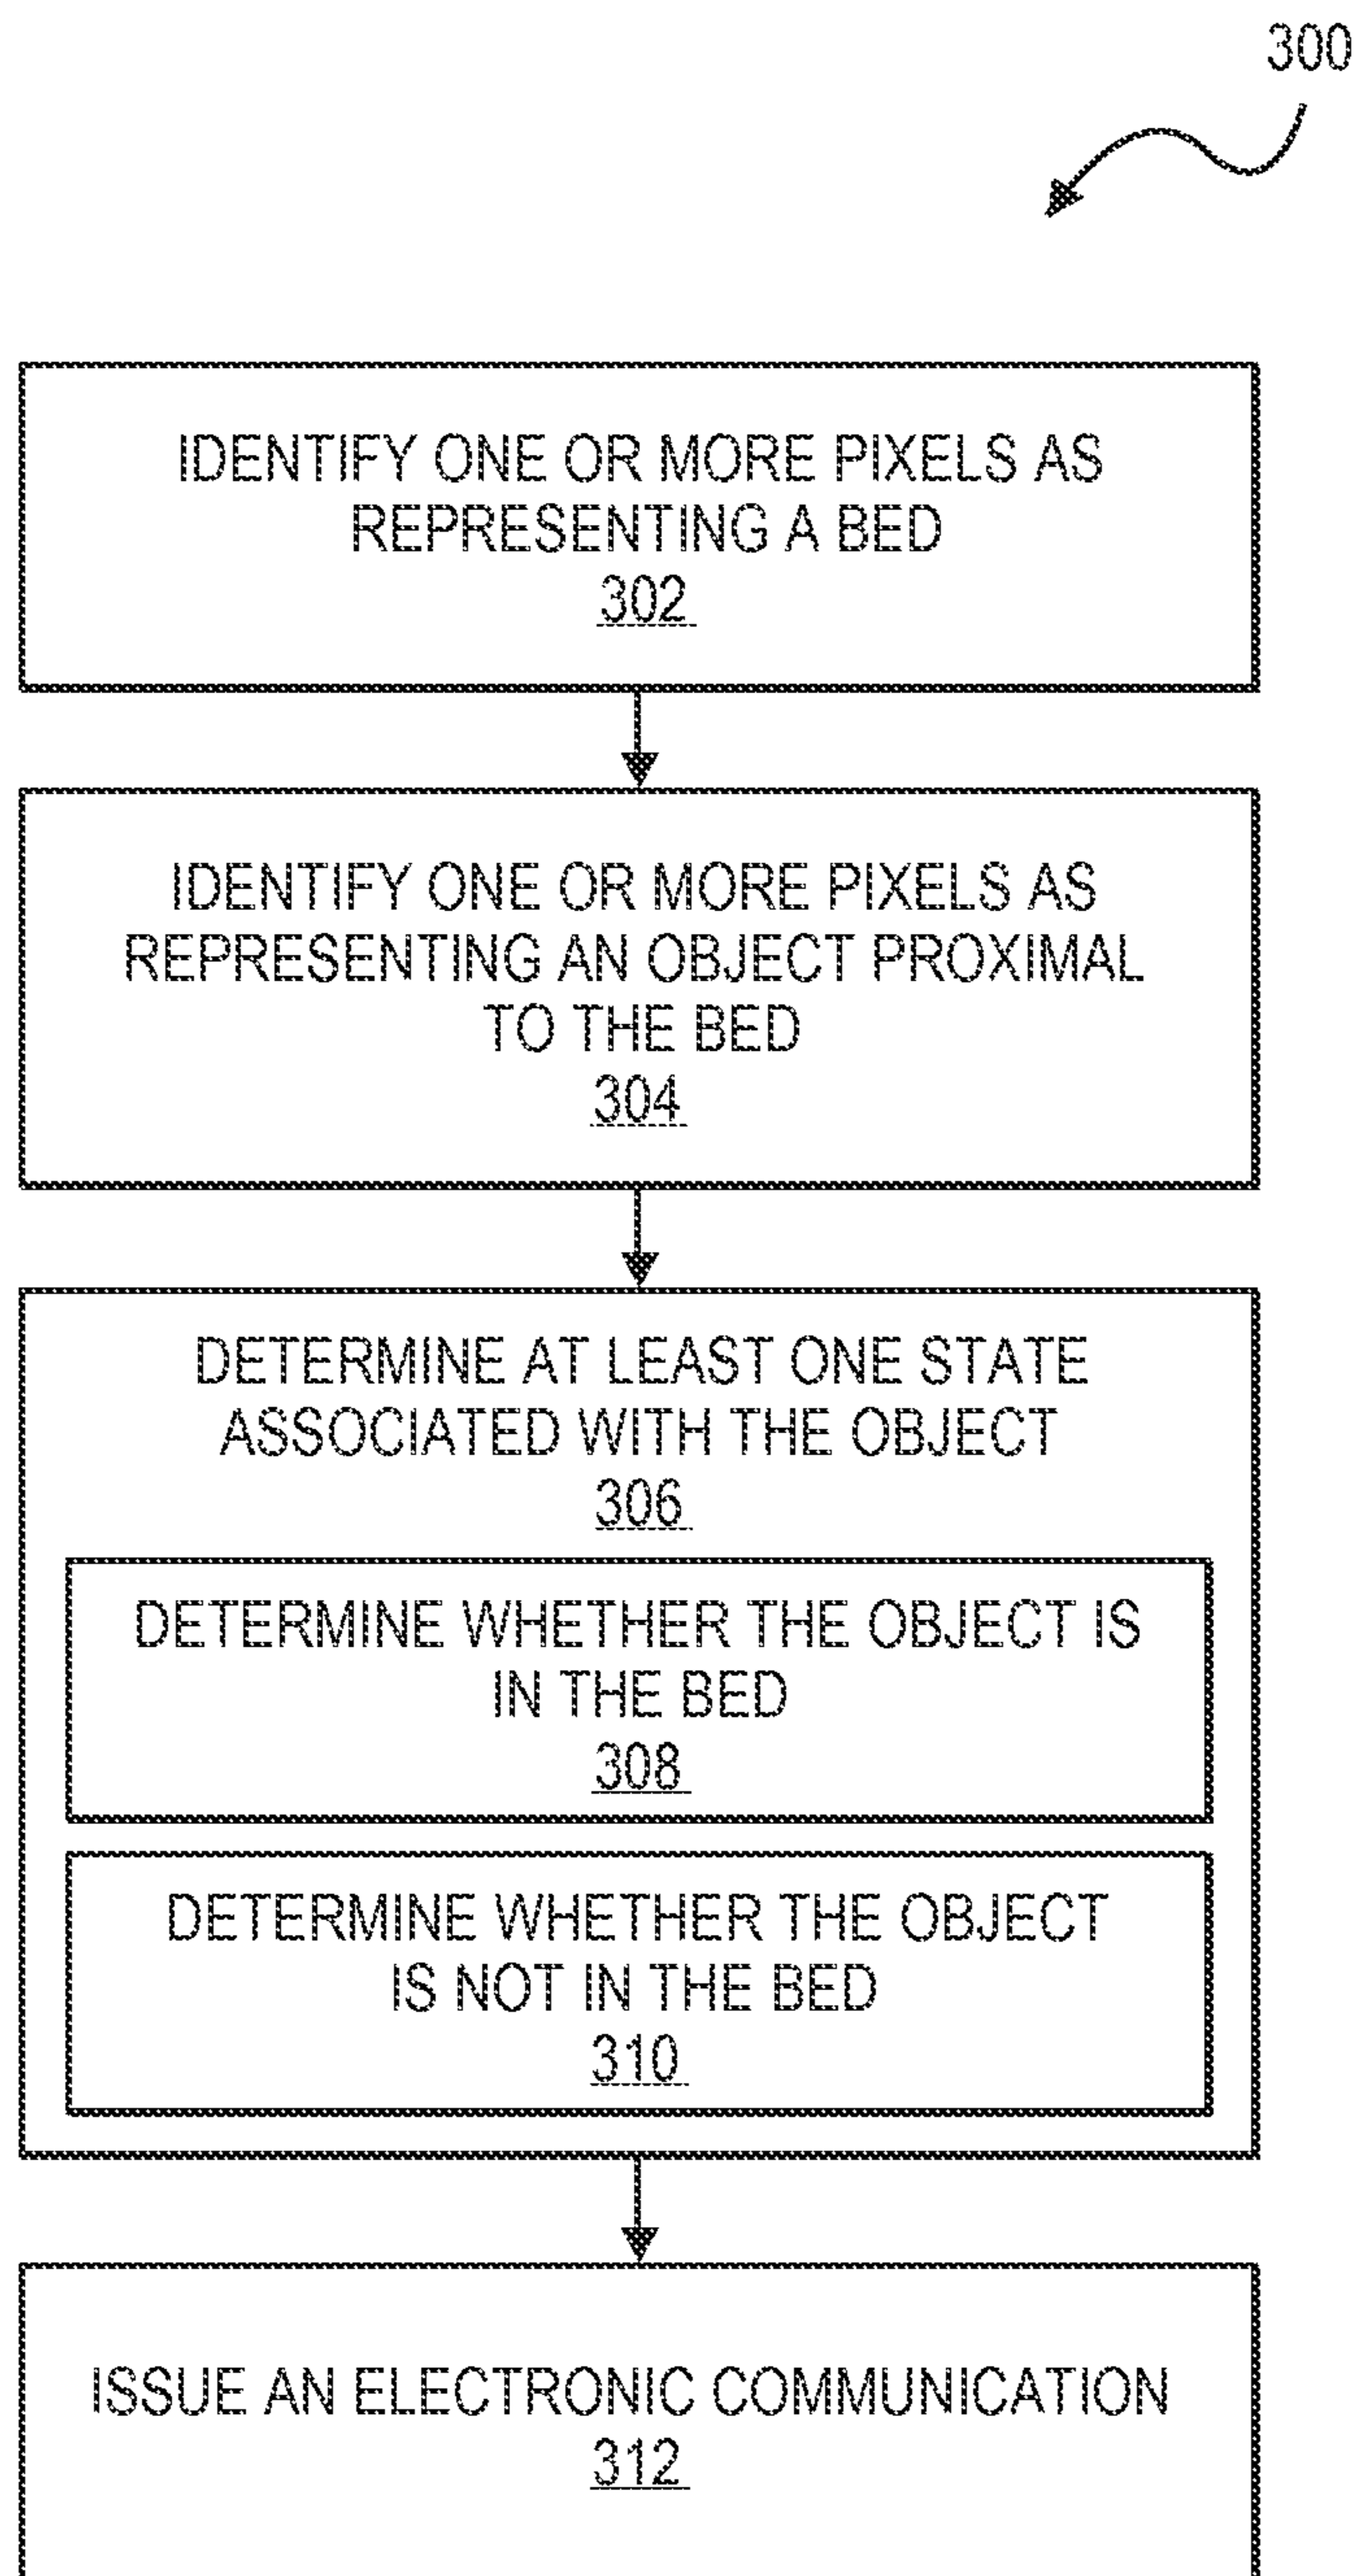 300
IDENTIFY ONE OR MORE PIXELS AS
REPRESENTING A BED
302
IDENTIFY ONE OR MORE PIXELS AS
REPRESENTING AN OBJECT PROXIMAL
TO THE BED
304
DETERMINE AT LEAST ONE STATE
ASSOCIATED WITH THE OBJECT
306
DETERMINE WHETHER THE OBJECT IS
IN THE BED
308
DETERMINE WHETHER THE OBJECT
IS NOT IN THE BED
310
ISSUE AN ELECTRONIC COMMUNICATION
312